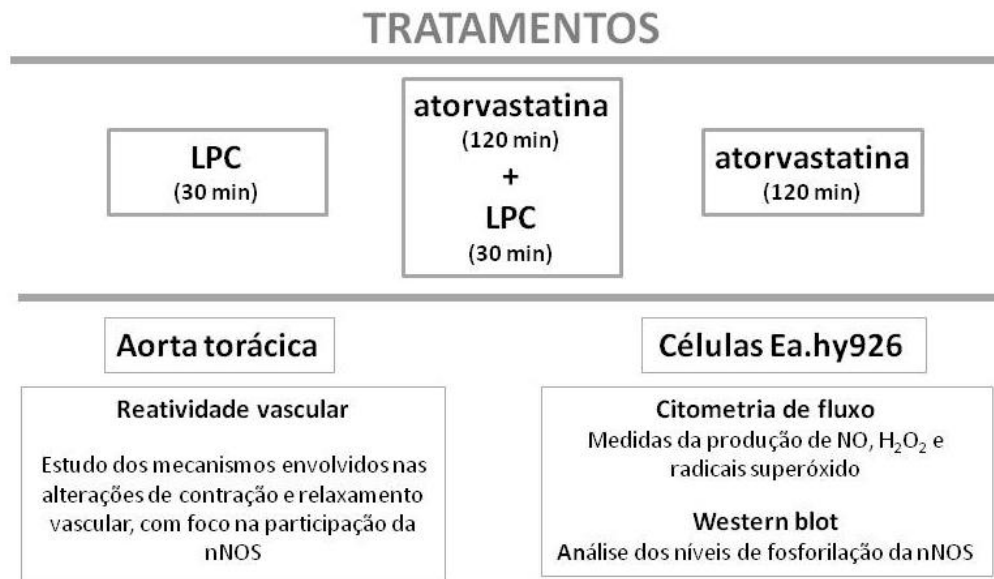 TRATAMENTOS
LPC
(30 min)
atorvastatina
(120 min)
+
LPC
(30 min)
atorvastatina
(120 min)
Aorta torácica
Reatividade vascular
Estudo dos mecanismos envolvidos nas
alterações de contração e relaxamento
vascular, com foco na participação da
nNOS
Células Ea.hy926
Citometria de fluxo
Medidas da produção de NO, H₂O₂ e
radicais superóxido
Western blot
Análise dos níveis de fosforilação da nNOS